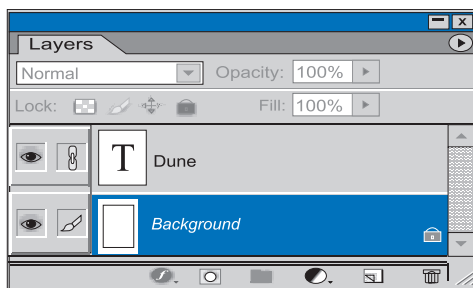 Layers
Normal Opacity: 100%
Lock: Fill: 100%
T Dune
Background